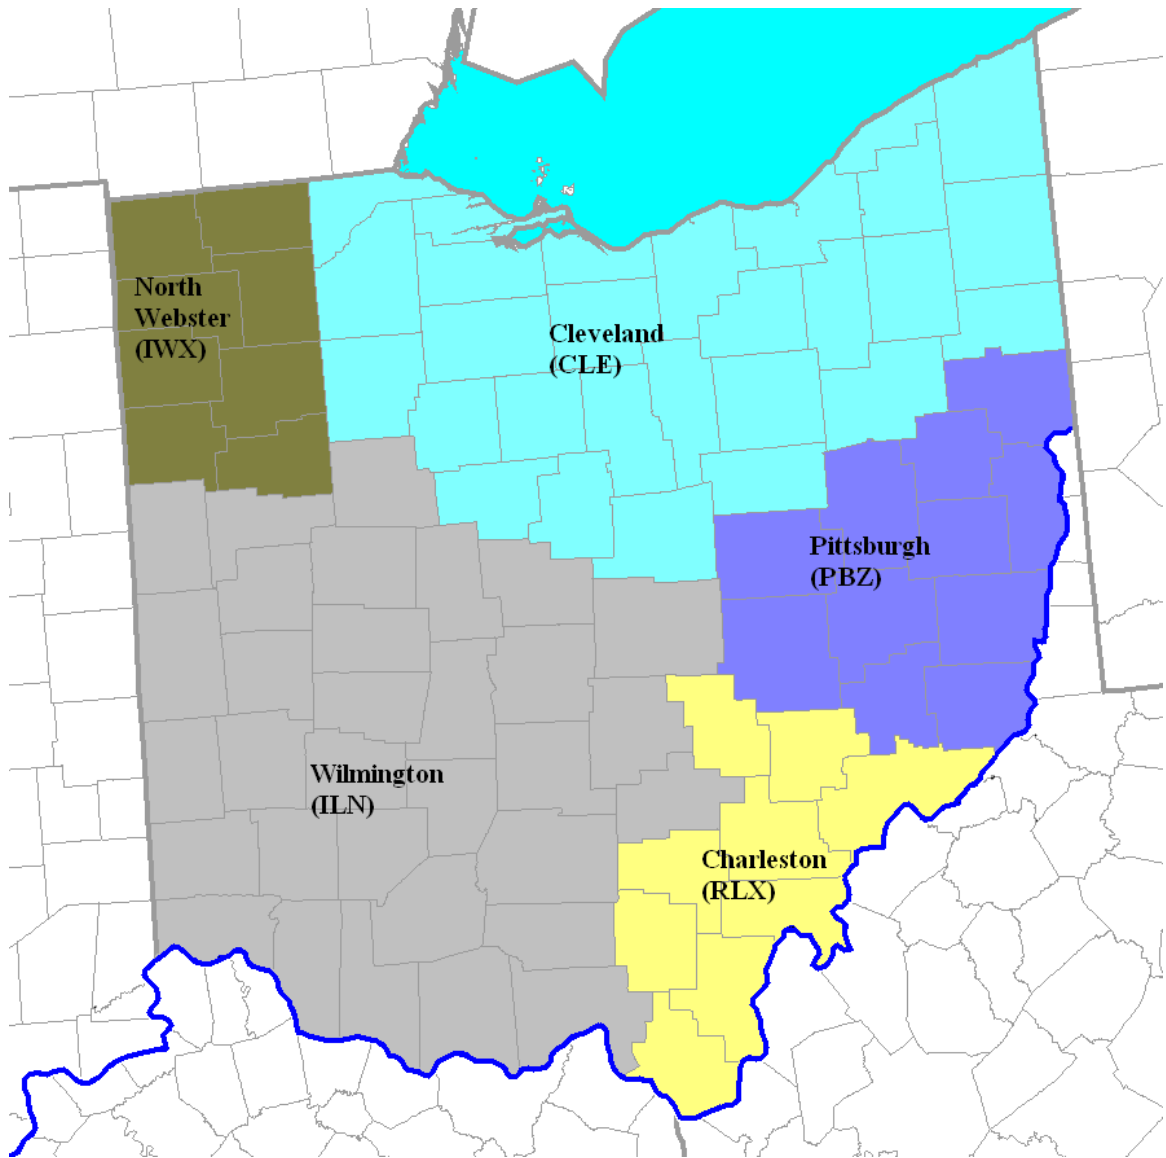 North
Webster
(IWX)
Cleveland
(CLE)
Pittsburgh
(PBZ)
Wilmington
(ILN)
Charleston
(RLX)